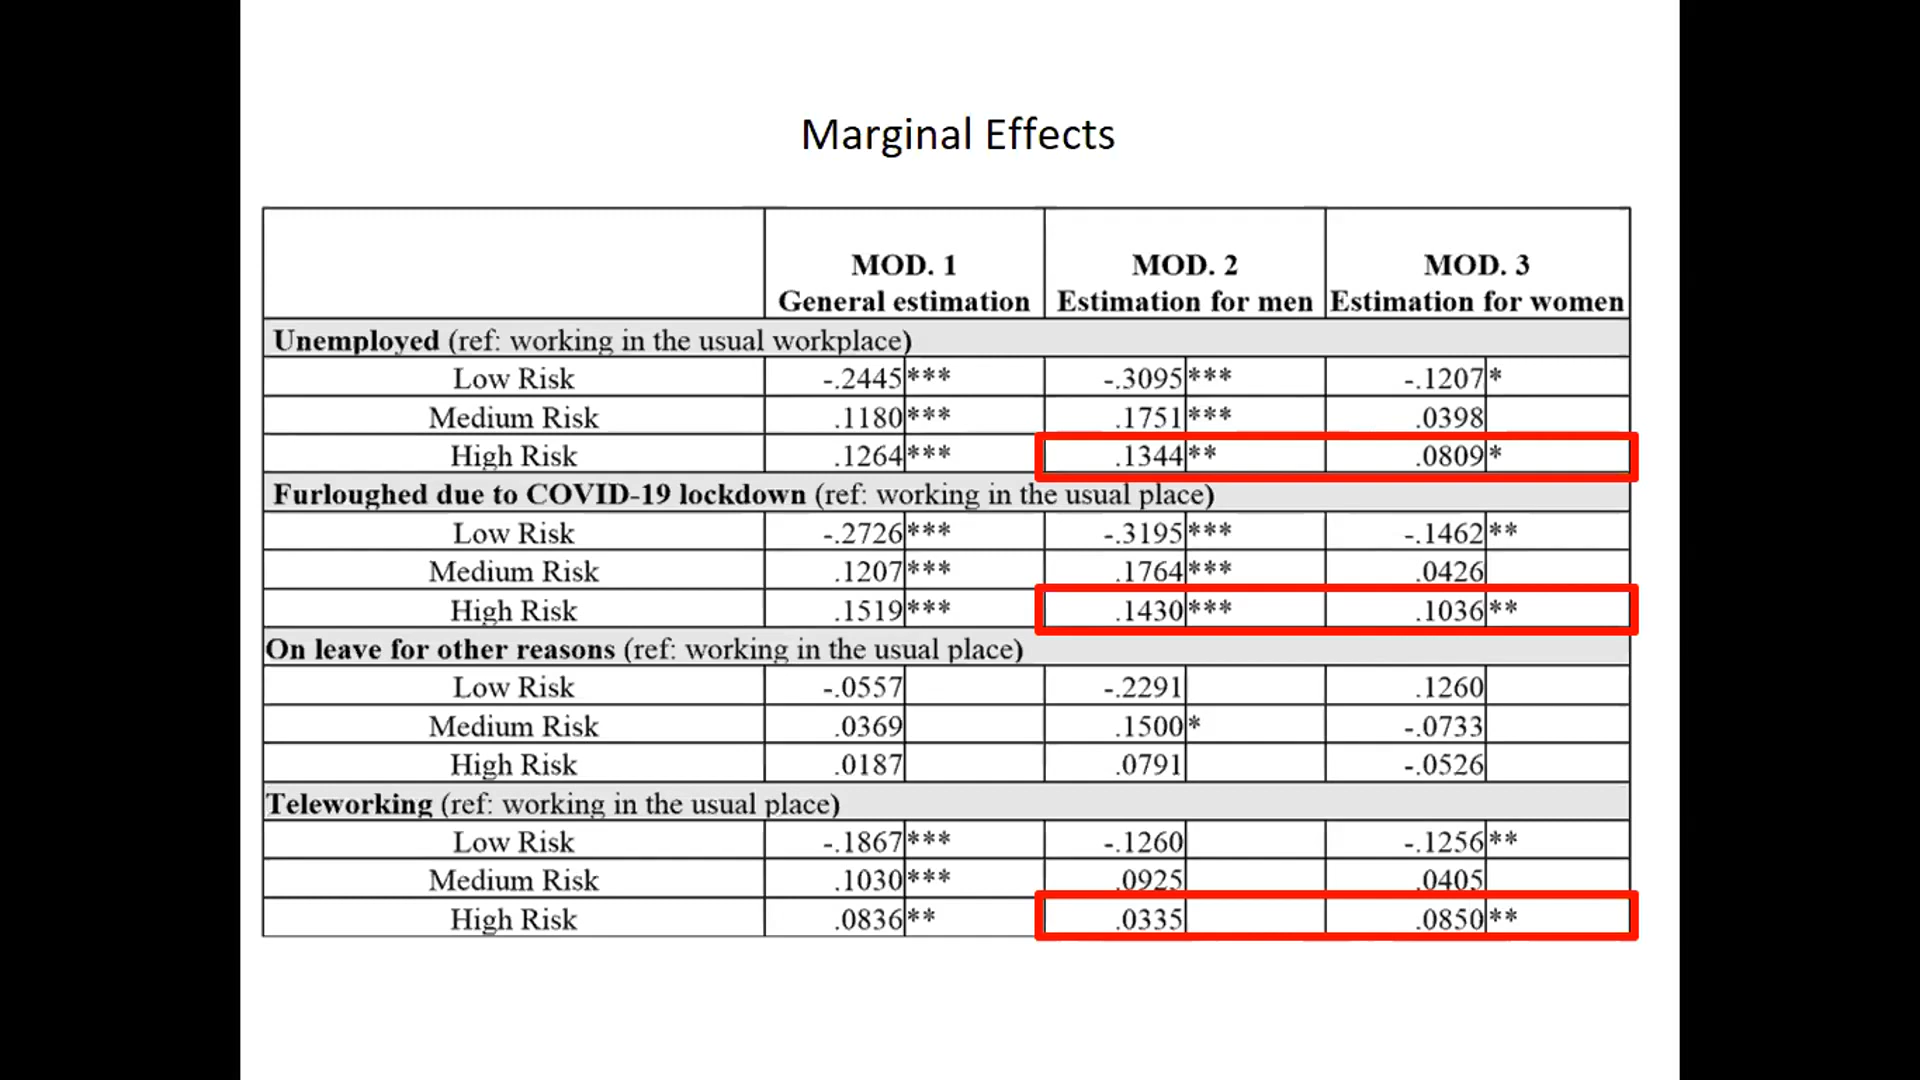 Marginal Effects
MOD. 1 MOD. 2 MOD. 3
General estimation Estimation for men Estimation for women
Unemployed (ref: working in the usual workplace)
Low Risk -.2445*** -.3095*** -.1207*
Medium Risk .1180*** .1751*** .0398
High Risk .1264*** .1344** .0809*
Furloughed due to COVID-19 lockdown (ref: working in the usual place)
Low Risk -.2726*** -.3195*** -.1462**
Medium Risk .1207*** .1764*** .0426
High Risk .1519*** .1430*** .1036**
On leave for other reasons (ref: working in the usual place)
Low Risk -.0557 -.2291 .1260
Medium Risk .0369 .1500* -.0733
High Risk .0187 .0791 -.0526
Teleworking (ref: working in the usual place)
Low Risk -.1867*** -.1260 -.1256**
Medium Risk .1030*** .0925 .0405
High Risk .0836** .0335 .0850**